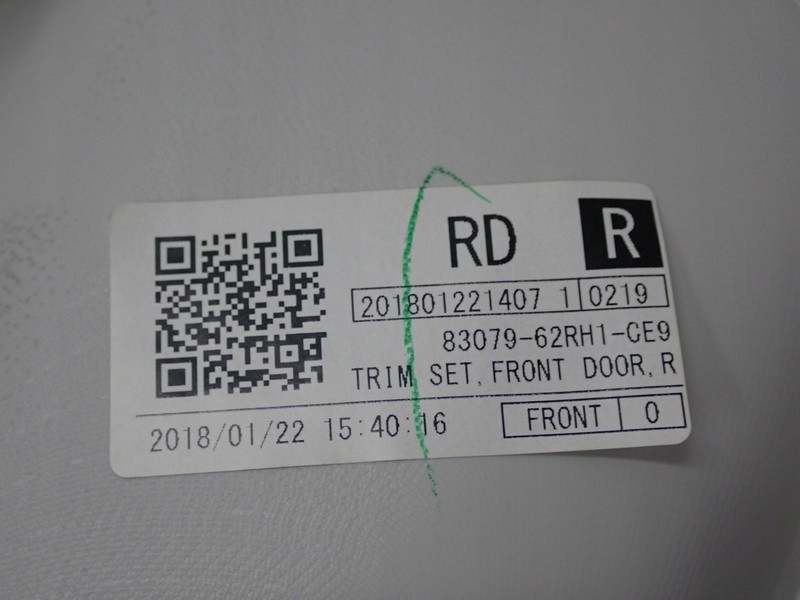 RD R
201801221407 1 0219
83079-62RH1-CE9
TRIM SET,FRONT DOOR,R
2018/01/22 15:40:16 FRONT 0